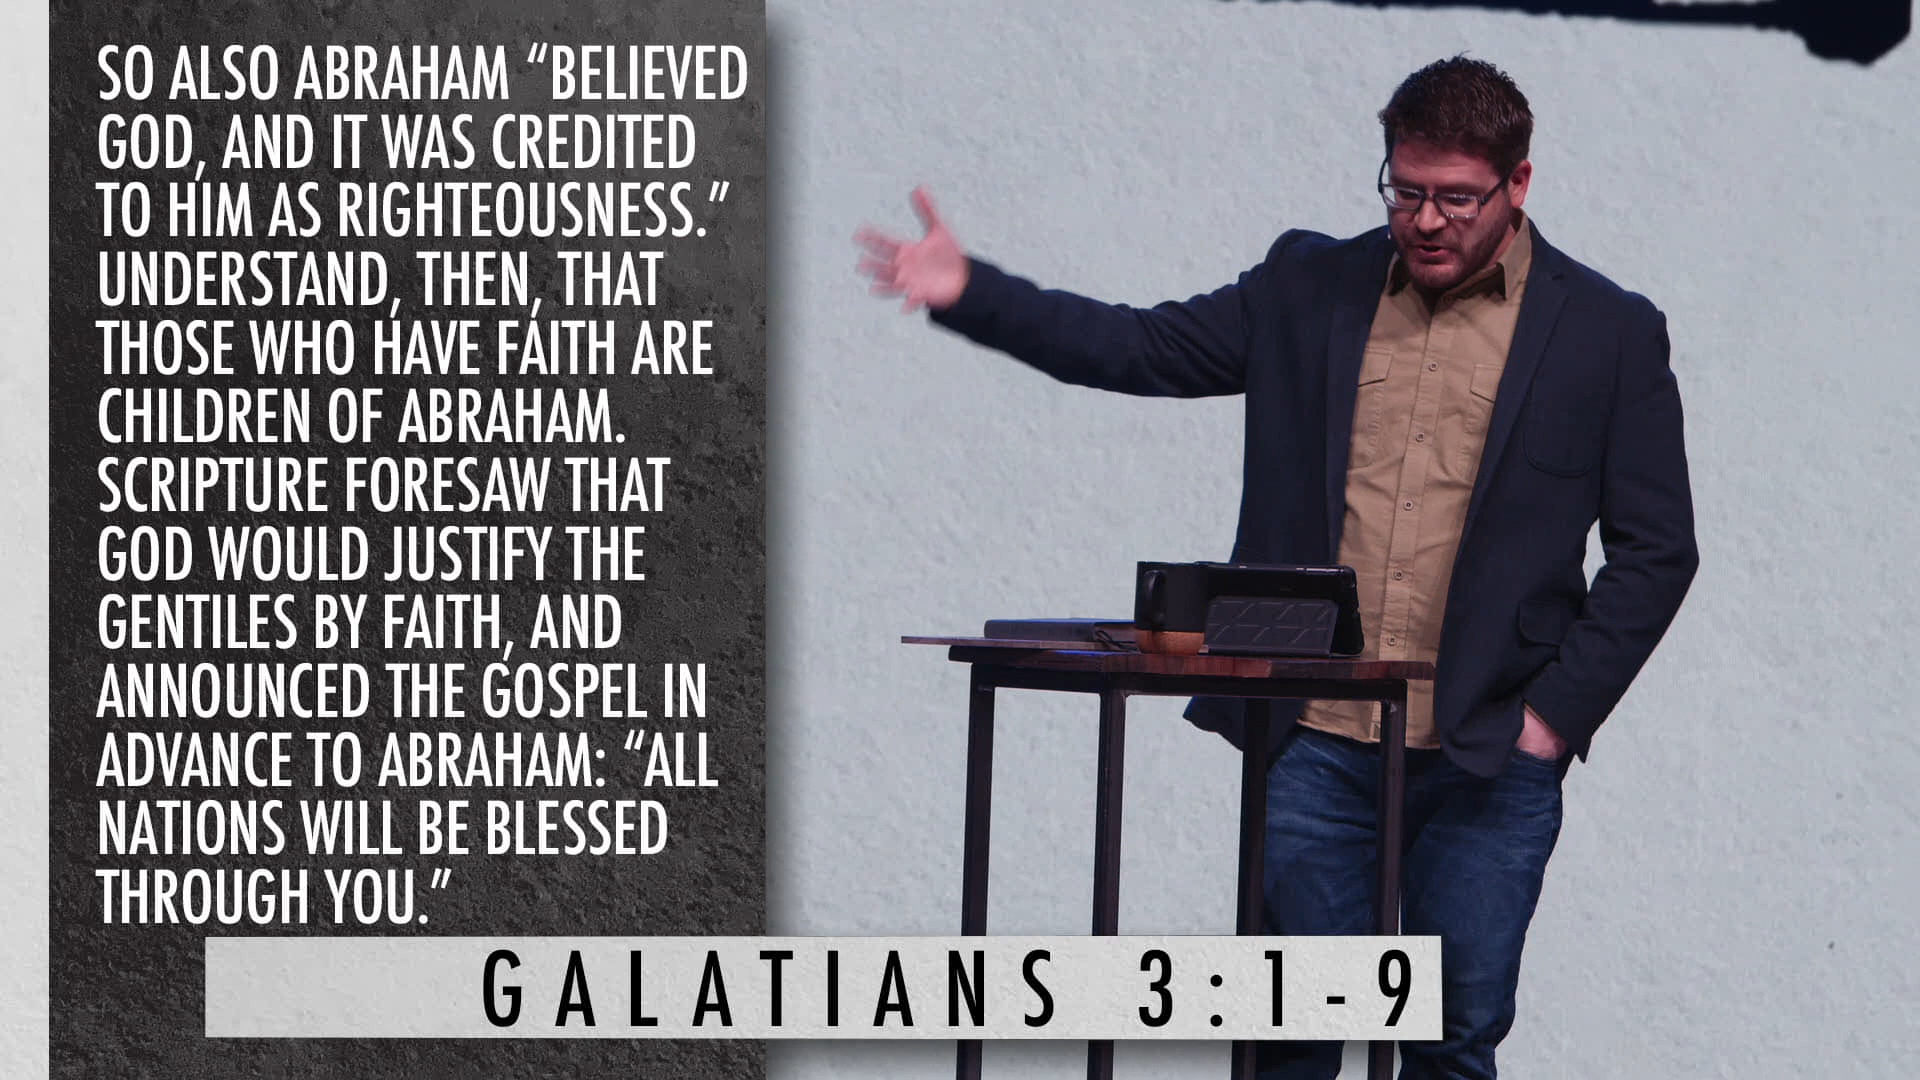 SO ALSO ABRAHAM “BELIEVED
GOD, AND IT WAS CREDITED
TO HIM AS RIGHTEOUSNESS.”
UNDERSTAND, THEN, THAT
THOSE WHO HAVE FAITH ARE
CHILDREN OF ABRAHAM.
SCRIPTURE FORESAW THAT
GOD WOULD JUSTIFY THE
GENTILES BY FAITH, AND
ANNOUNCED THE GOSPEL IN
ADVANCE TO ABRAHAM: “ALL
NATIONS WILL BE BLESSED
THROUGH YOU.”
GALATIANS 3:1-9